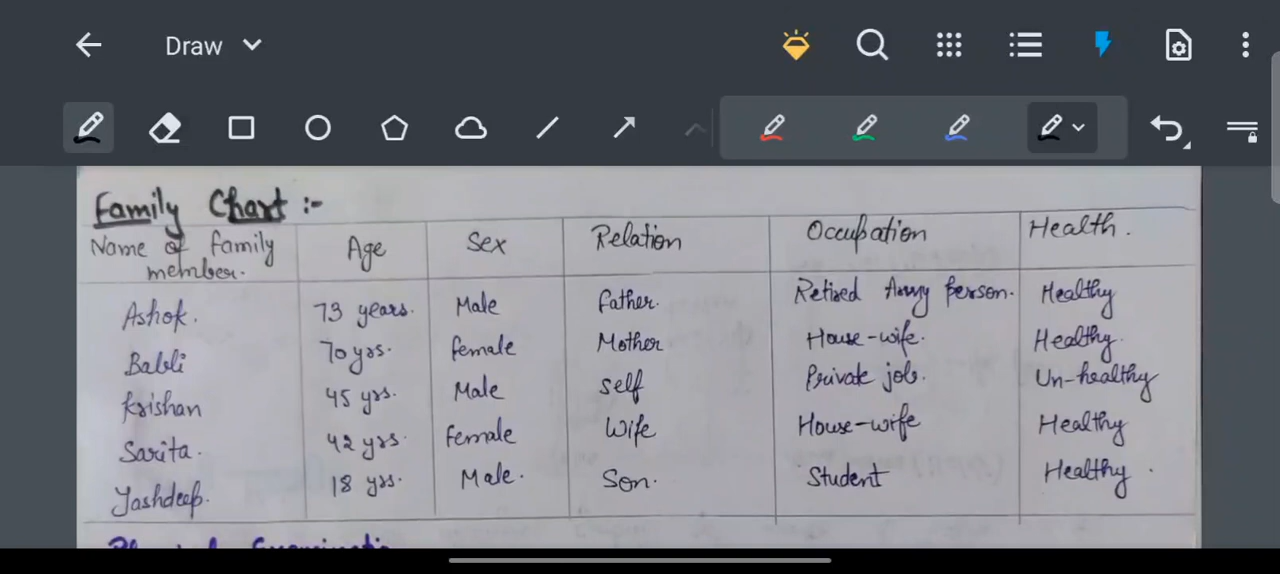 Draw
Family Chart :-
Name of family member. Age Sex Relation Occupation Health.
Ashok. 73 years. Male father. Retired Army person. Healthy
Babli 70 yrs. female Mother House-wife. Healthy.
Krishan 45 yrs. Male self Private job. Un-healthy
Sarita. 42 yrs. Female Wife House-wife Healthy
Yashdeep. 18 yrs. Male. Son. Student Healthy.
Physical Examination